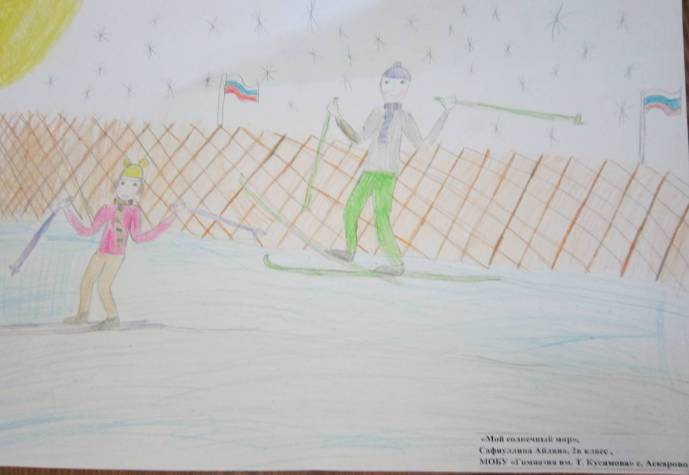 «Мой солнечный мир»,
Сафиуллина Айлина, 2в класс ,
МОБУ «Гимназия им. Т. Кусимова» с. Аскарово